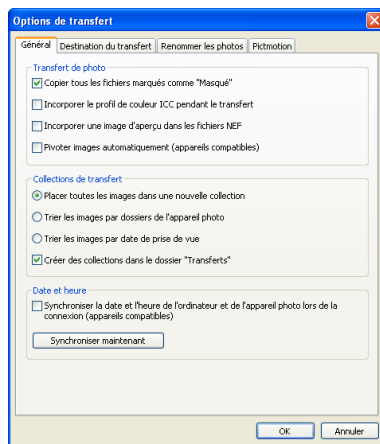 Options de transfert
Général
Destination du transfert
Renommer les photos
Pictmotion
Transfert de photo
Copier tous les fichiers marqués comme "Masqué"
Incorporer le profil de couleur ICC pendant le transfert
Incorporer une image d'aperçu dans les fichiers NEF
Pivoter images automatiquement (appareils compatibles)
Collections de transfert
Placer toutes les images dans une nouvelle collection
Trier les images par dossiers de l'appareil photo
Trier les images par date de prise de vue
Créer des collections dans le dossier "Transferts"
Date et heure
Synchroniser la date et l'heure de l'ordinateur et de l'appareil photo lors de la
connexion (appareils compatibles)
Synchroniser maintenant
OK
Annuler